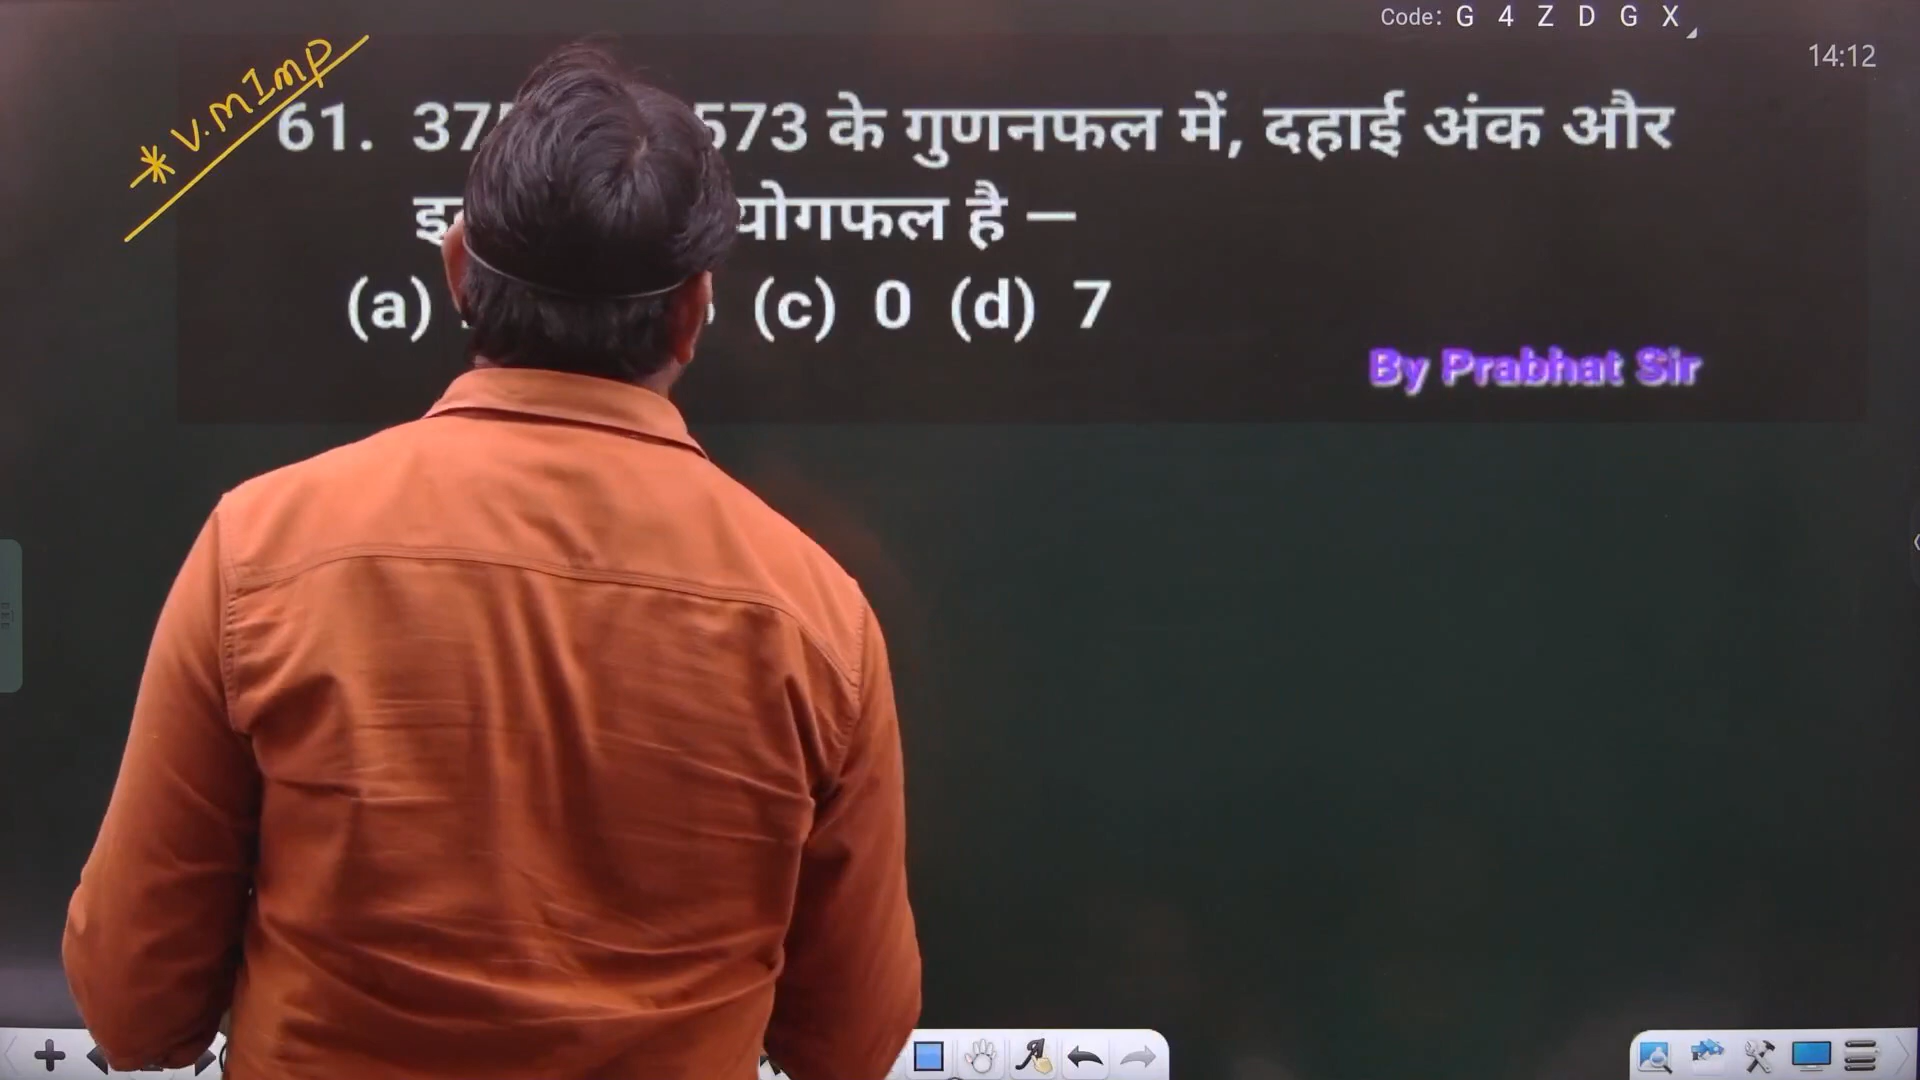 Code: G 4 Z D G X
14:12
* V.M Imp
61. 37 573 के गुणनफल में, दहाई अंक और
योगफल है —
(a) (c) 0 (d) 7
By Prabhat Sir